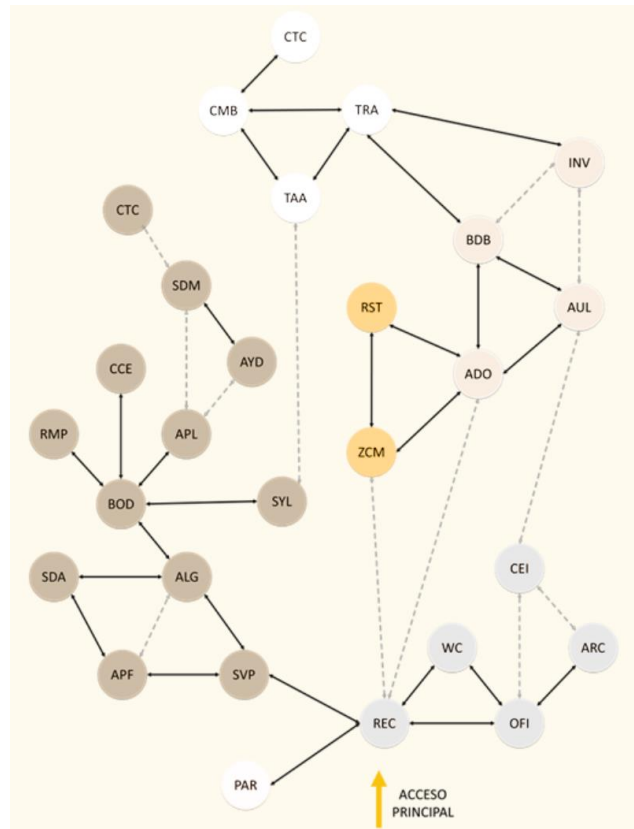 CTC
CMB
TRA
INV
TAA
CTC
BDB
SDM
RST
AUL
CCE
AYD
ADO
RMP
APL
ZCM
BOD
SYL
SDA
ALG
CEI
WC
ARC
APF
SVP
REC
OFI
PAR
ACCESO
PRINCIPAL